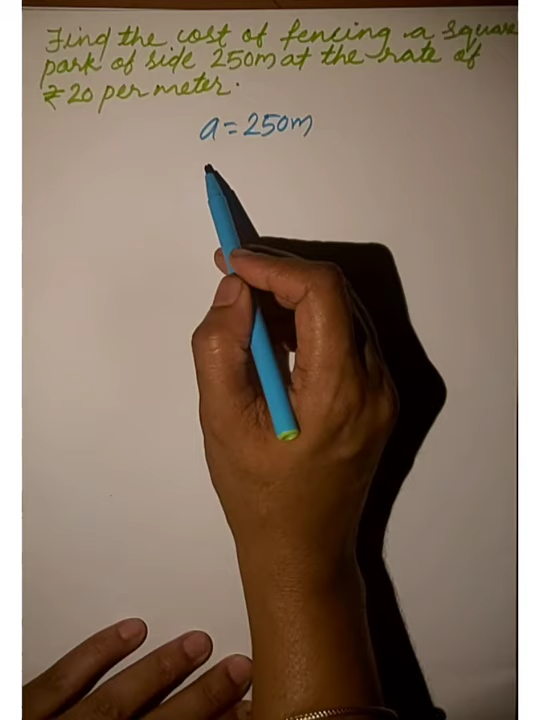 Find the cost of fencing a square
park of side 250m at the rate of
₹20 per meter.
a = 250m